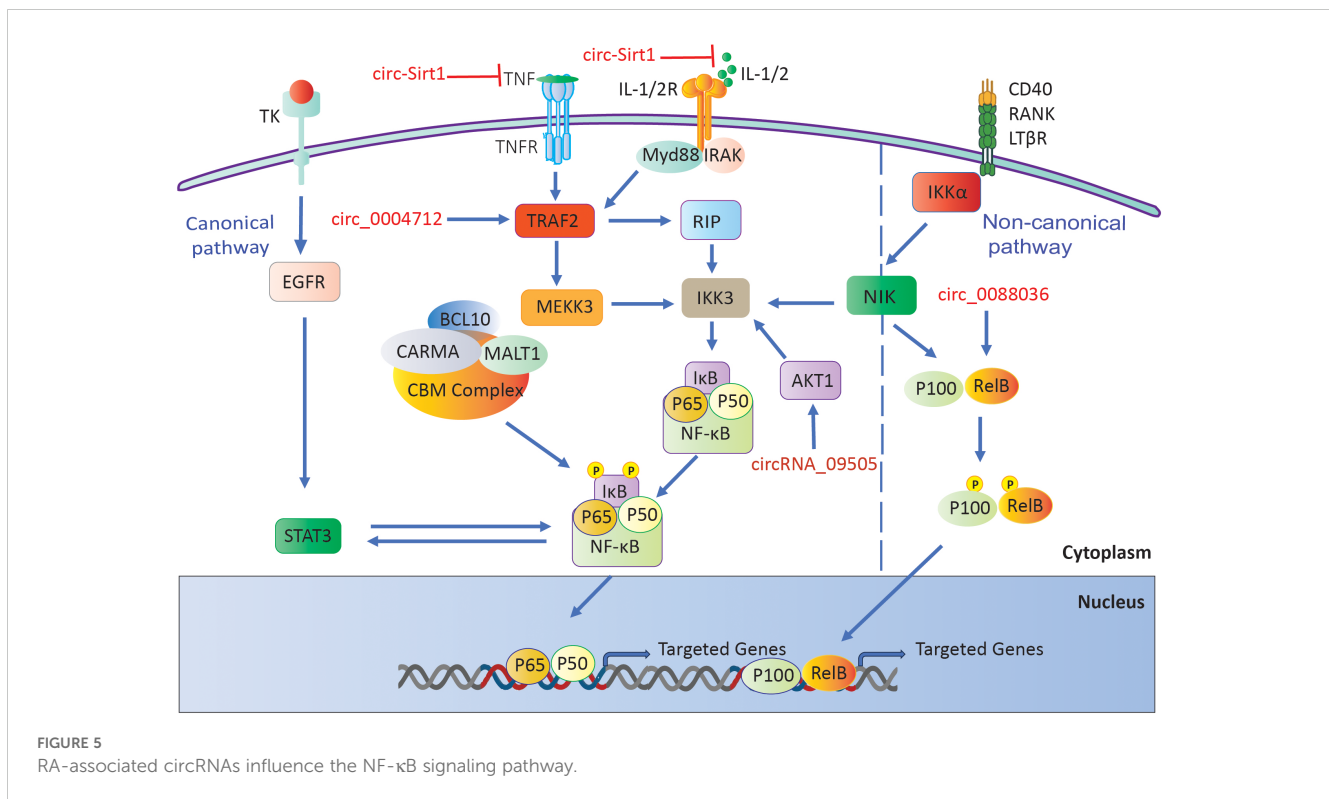 circ-Sirt1
TNF
circ-Sirt1
IL-1/2
IL-1/2R
TK
TNFR
Myd88
IRAK
CD40
RANK
LTβR
IKKα
Canonical
pathway
Non-canonical
pathway
circ_0004712
TRAF2
RIP
EGFR
MEKK3
IKK3
NIK
circ_0088036
BCL10
CARMA
MALT1
CBM Complex
IκB
P65
P50
NF-κB
AKT1
P100
RelB
circRNA_09505
P
P
IκB
P65
P50
NF-κB
P
P
P100
RelB
STAT3
Cytoplasm
Nucleus
P65
P50
Targeted Genes
P100
RelB
Targeted Genes
FIGURE 5
RA-associated circRNAs influence the NF-κB signaling pathway.